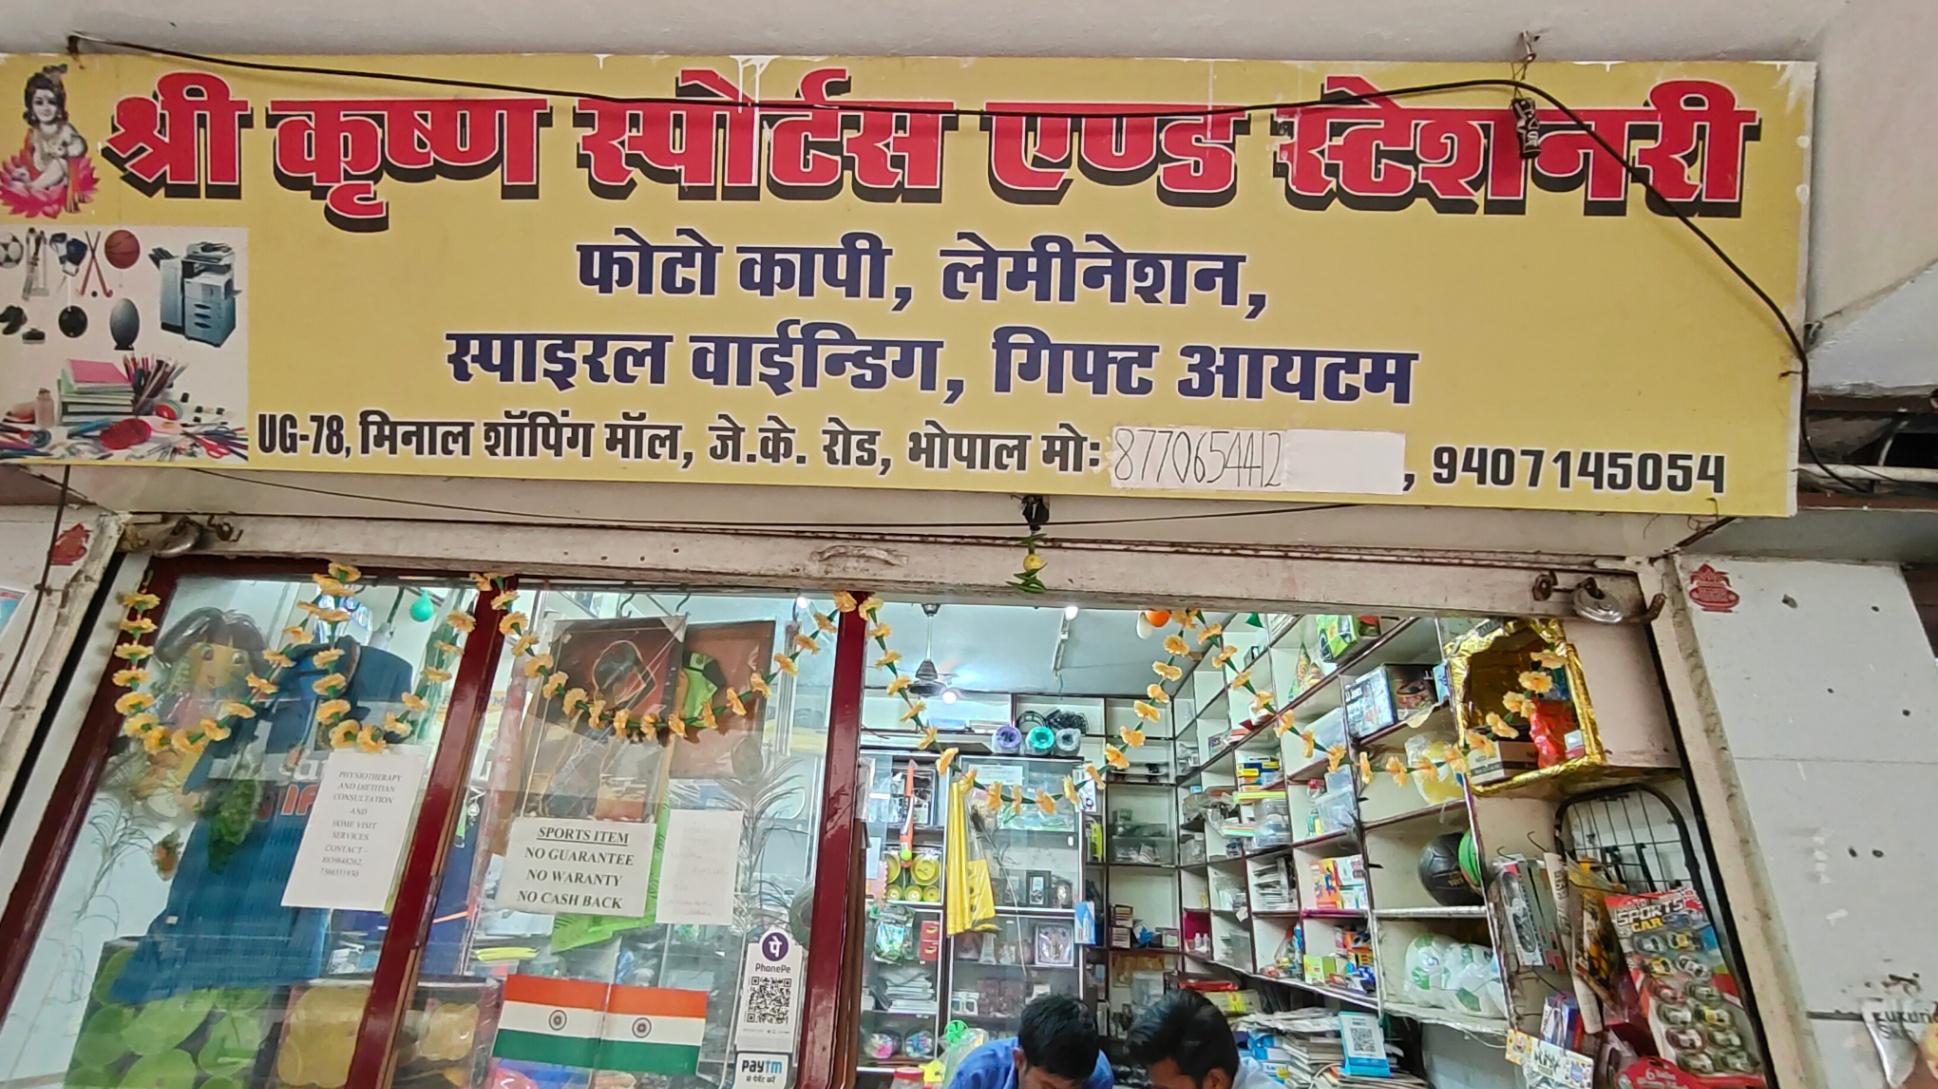 श्री कृष्ण स्पोर्टस एण्ड स्टेशनरी
फोटो कापी, लेमीनेशन,
स्पाइरल वाईन्डिग, गिफ्ट आयटम
UG-78, मिनाल शॉपिंग मॉल, जे.के. रोड, भोपाल मो: 8770654412, 9407145054
PHYSIOTHERAPY
AND DIETITIAN
CONSULTATION
AND
HOME VISIT
SERVICES
CONTACT -
SPORTS ITEM
NO GUARANTEE
NO WARANTY
NO CASH BACK
पे
PhonePe
Paytm
SPORTS
CAR